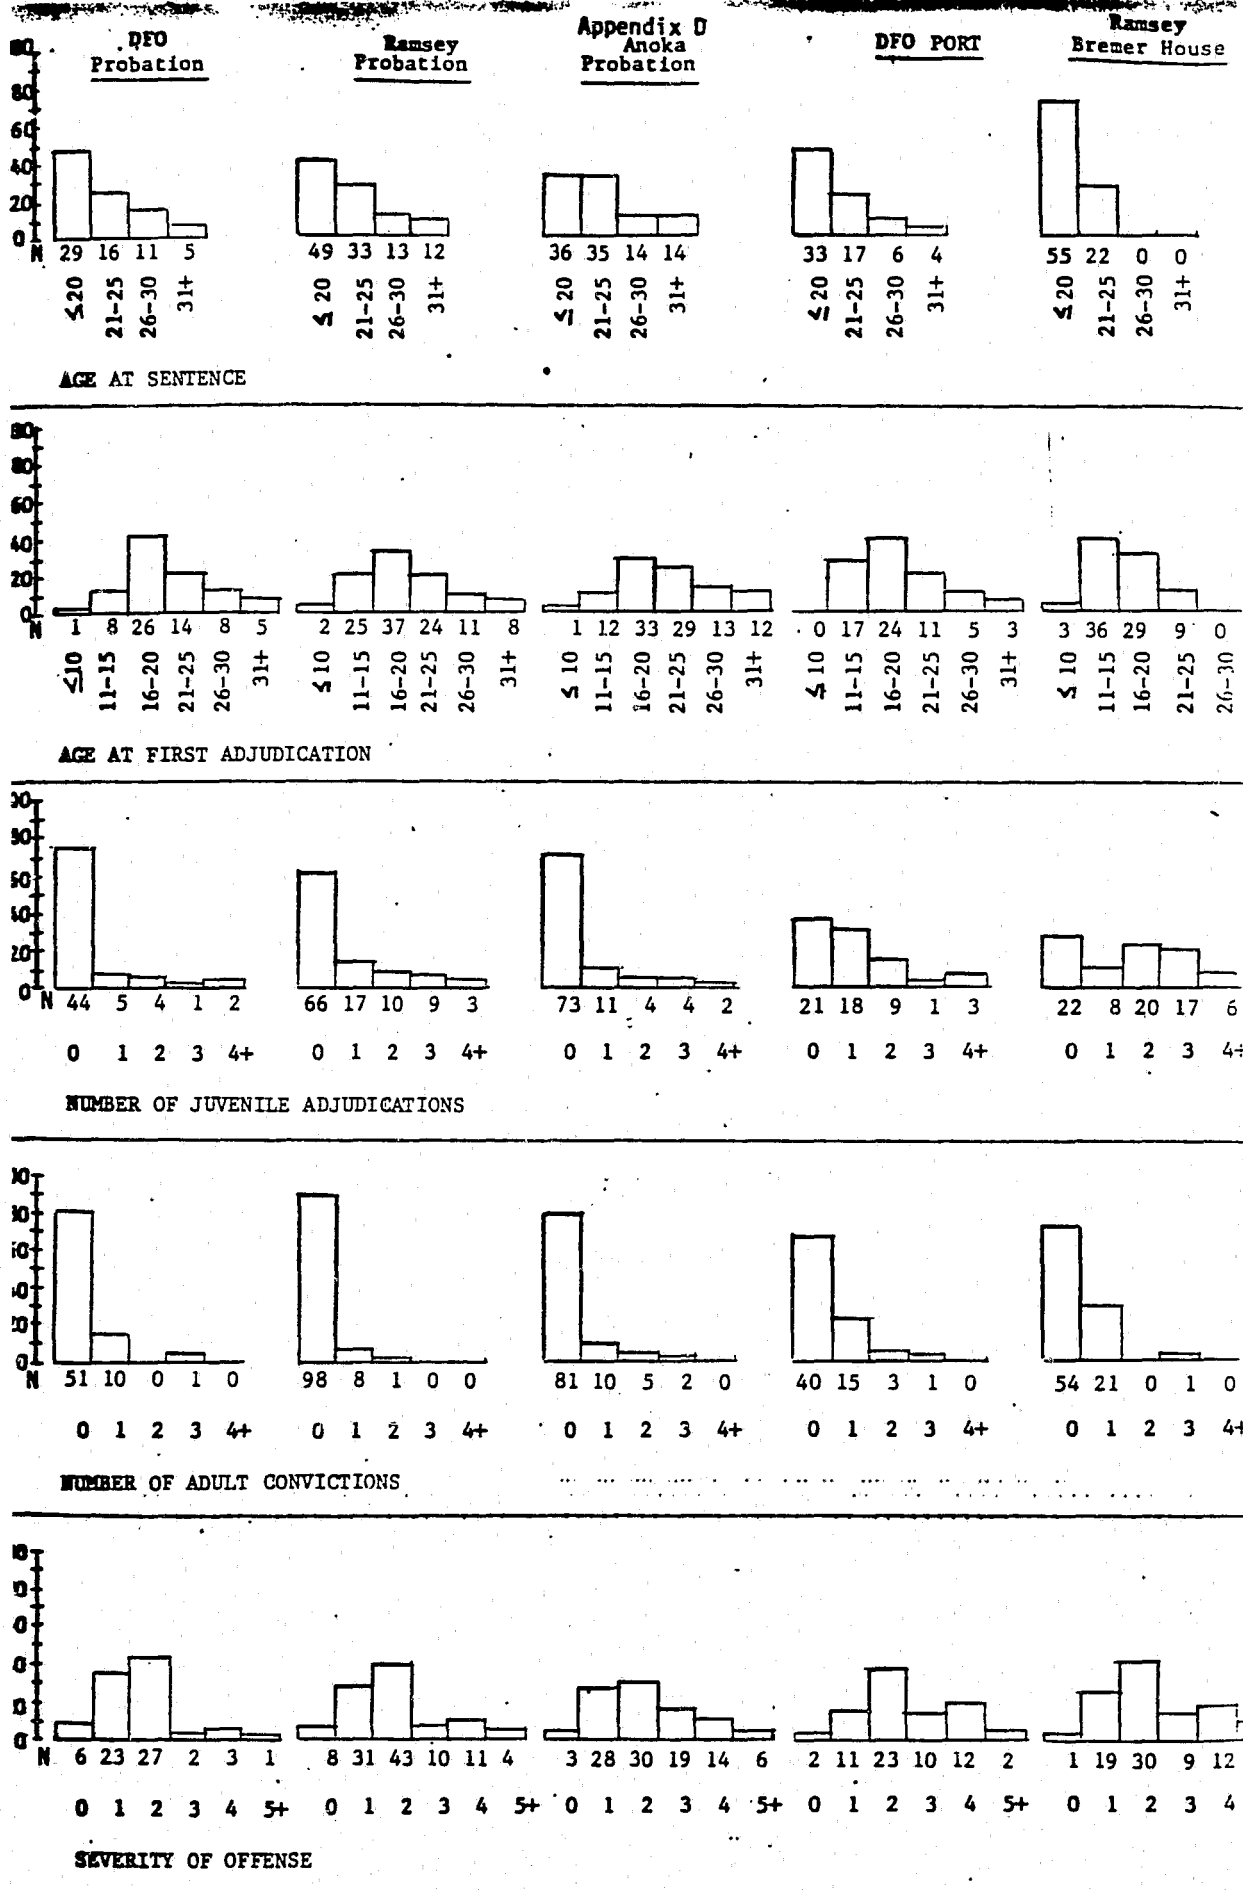 Appendix D
DFO Probation
Ramsey Probation
Anoka Probation
DFO PORT
Ramsey Bremer House
80
60
40
20
0
N 29 16 11 5 49 33 13 12 36 35 14 14 33 17 6 4 55 22 0 0
≤20 21-25 26-30 31+ ≤ 20 21-25 26-30 31+ ≤ 20 21-25 26-30 31+ ≤ 20 21-25 26-30 31+ ≤ 20 21-25 26-30 31+
AGE AT SENTENCE
80
60
40
20
0
N 1 8 26 14 8 5 2 25 37 24 11 8 1 12 33 29 13 12 0 17 24 11 5 3 3 36 29 9 0
≤10 11-15 16-20 21-25 26-30 31+ ≤ 10 11-15 16-20 21-25 26-30 31+ ≤ 10 11-15 16-20 21-25 26-30 31+ ≤ 10 11-15 16-20 21-25 26-30 31+ ≤ 10 11-15 16-20 21-25 26-30
AGE AT FIRST ADJUDICATION
20
0
N 44 5 4 1 2 66 17 10 9 3 73 11 4 4 2 21 18 9 1 3 22 8 20 17 6
0 1 2 3 4+ 0 1 2 3 4+ 0 1 2 3 4+ 0 1 2 3 4+ 0 1 2 3 4+
NUMBER OF JUVENILE ADJUDICATIONS
0
N 51 10 0 1 0 98 8 1 0 0 81 10 5 2 0 40 15 3 1 0 54 21 0 1 0
0 1 2 3 4+ 0 1 2 3 4+ 0 1 2 3 4+ 0 1 2 3 4+ 0 1 2 3 4+
NUMBER OF ADULT CONVICTIONS
0
N 6 23 27 2 3 1 8 31 43 10 11 4 3 28 30 19 14 6 2 11 23 10 12 2 1 19 30 9 12
0 1 2 3 4 5+ 0 1 2 3 4 5+ 0 1 2 3 4 5+ 0 1 2 3 4 5+ 0 1 2 3 4
SEVERITY OF OFFENSE